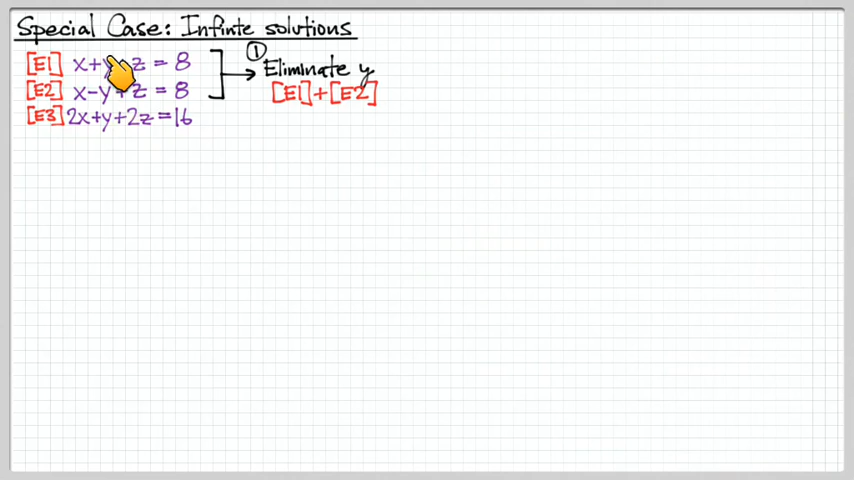 Special Case: Infinte solutions
[E1] x+y+z = 8
[E2] x-y+z = 8
[E3] 2x+y+2z=16
① Eliminate y
[E1]+[E2]